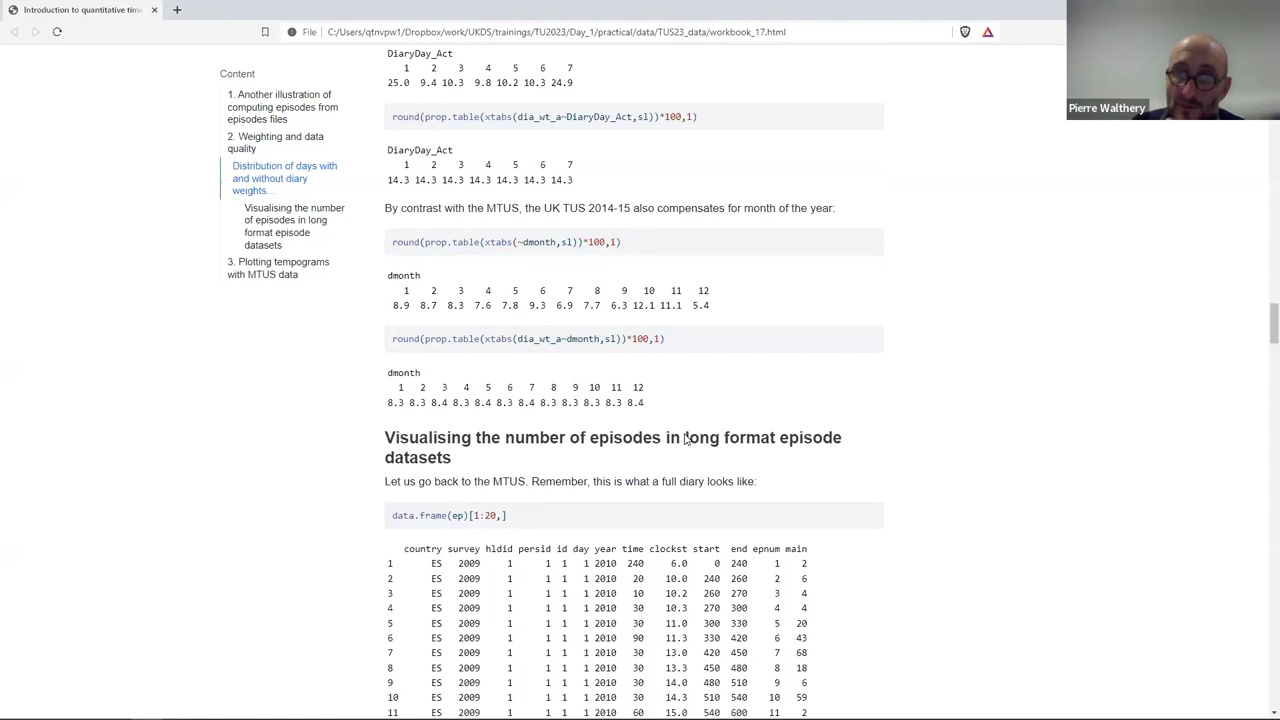 Introduction to quantitative tim
File
C:/Users/qtnvpw1/Dropbox/work/UKDS/trainings/TU2023/Day_1/practical/data/TUS23_data/workbook_17.html
Pierre Walthery
Content
1. Another illustration of
computing episodes from
episodes files
2. Weighting and data
quality
Distribution of days with
and without diary
weights…
Visualising the number
of episodes in long
format episode
datasets
3. Plotting tempograms
with MTUS data
DiaryDay_Act
1 2 3 4 5 6 7
25.0 9.4 10.3 9.8 10.2 10.3 24.9
round(prop.table(xtabs(dia_wt_a~DiaryDay_Act,sl))*100,1)
DiaryDay_Act
1 2 3 4 5 6 7
14.3 14.3 14.3 14.3 14.3 14.3 14.3
By contrast with the MTUS, the UK TUS 2014-15 also compensates for month of the year:
round(prop.table(xtabs(~dmonth,sl))*100,1)
dmonth
1 2 3 4 5 6 7 8 9 10 11 12
8.9 8.7 8.3 7.6 7.8 9.3 6.9 7.7 6.3 12.1 11.1 5.4
round(prop.table(xtabs(dia_wt_a~dmonth,sl))*100,1)
dmonth
1 2 3 4 5 6 7 8 9 10 11 12
8.3 8.3 8.4 8.3 8.4 8.3 8.4 8.3 8.3 8.3 8.3 8.4
Visualising the number of episodes in long format episode
datasets
Let us go back to the MTUS. Remember, this is what a full diary looks like:
data.frame(ep)[1:20,]
country survey hldid persid id day year time clockst start end epnum main
1 ES 2009 1 1 1 1 2010 240 6.0 0 240 1 2
2 ES 2009 1 1 1 1 2010 20 10.0 240 260 2 6
3 ES 2009 1 1 1 1 2010 10 10.2 260 270 3 4
4 ES 2009 1 1 1 1 2010 30 10.3 270 300 4 4
5 ES 2009 1 1 1 1 2010 30 11.0 300 330 5 20
6 ES 2009 1 1 1 1 2010 90 11.3 330 420 6 43
7 ES 2009 1 1 1 1 2010 30 13.0 420 450 7 68
8 ES 2009 1 1 1 1 2010 30 13.3 450 480 8 18
9 ES 2009 1 1 1 1 2010 30 14.0 480 510 9 6
10 ES 2009 1 1 1 1 2010 30 14.3 510 540 10 59
11 ES 2009 1 1 1 1 2010 60 15.0 540 600 11 2